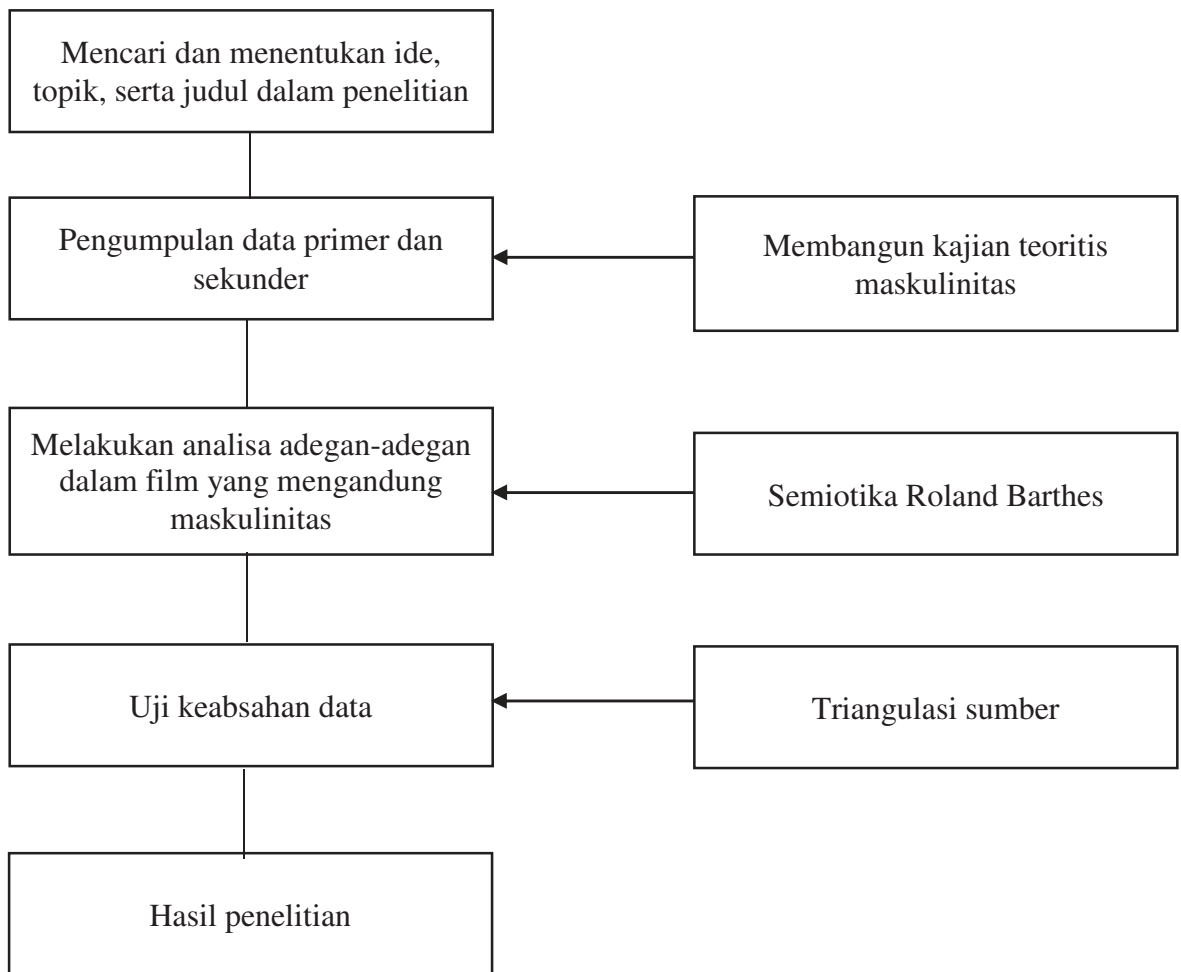 Mencari dan menentukan ide,
topik, serta judul dalam penelitian
Pengumpulan data primer dan
sekunder
Membangun kajian teoritis
maskulinitas
Melakukan analisa adegan-adegan
dalam film yang mengandung
maskulinitas
Semiotika Roland Barthes
Uji keabsahan data
Triangulasi sumber
Hasil penelitian